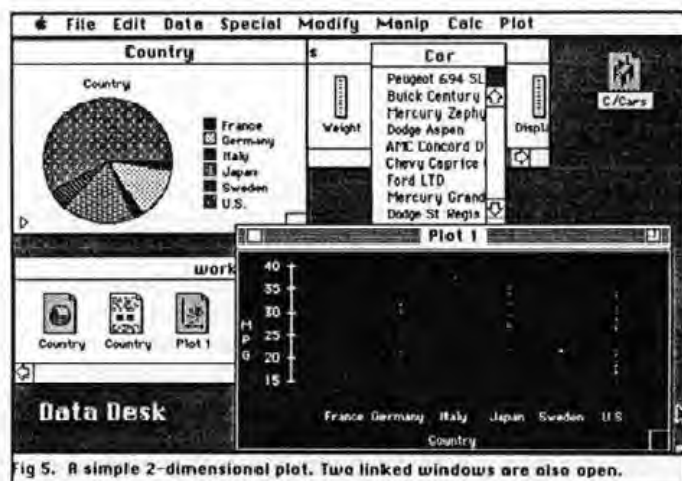 File Edit Data Special Modify Manip Calc Plot
Country
Country
France
Germany
Italy
Japan
Sweden
U.S.
s
Weight
Car
Peugeot 694 SL
Buick Century
Mercury Zephy
Dodge Aspen
AMC Concord D
Chevy Caprice
Ford LTD
Mercury Grand
Dodge St Regis
Displa
C/Cars
work
Country
Country
Plot 1
Data Desk
Plot 1
40
35
30
25
20
15
MPG
France Germany Italy Japan Sweden U.S
Country
Fig 5. A simple 2-dimensional plot. Two linked windows are also open.